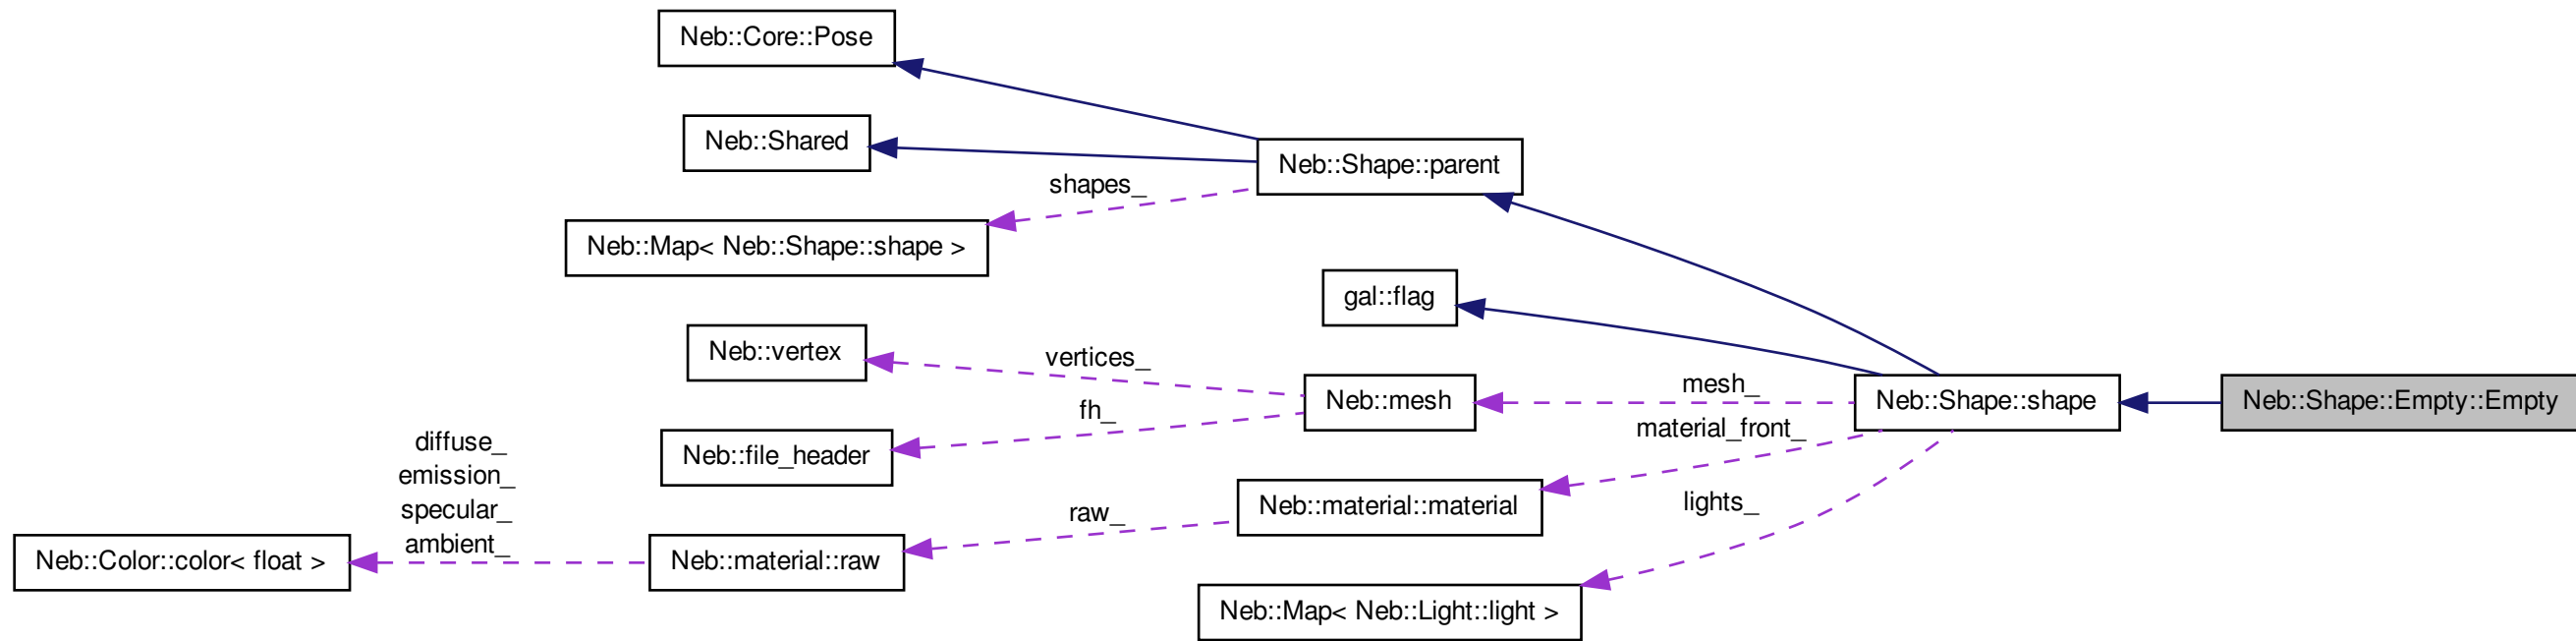 Neb::Core::Pose
Neb::Shared
Neb::Shape::parent
shapes_
Neb::Map< Neb::Shape::shape >
gal::flag
Neb::vertex
vertices_
Neb::mesh
mesh_
Neb::Shape::shape
Neb::Shape::Empty::Empty
fh_
material_front_
Neb::file_header
diffuse_
emission_
specular_
ambient_
Neb::material::material
lights_
raw_
Neb::Color::color< float >
Neb::material::raw
Neb::Map< Neb::Light::light >